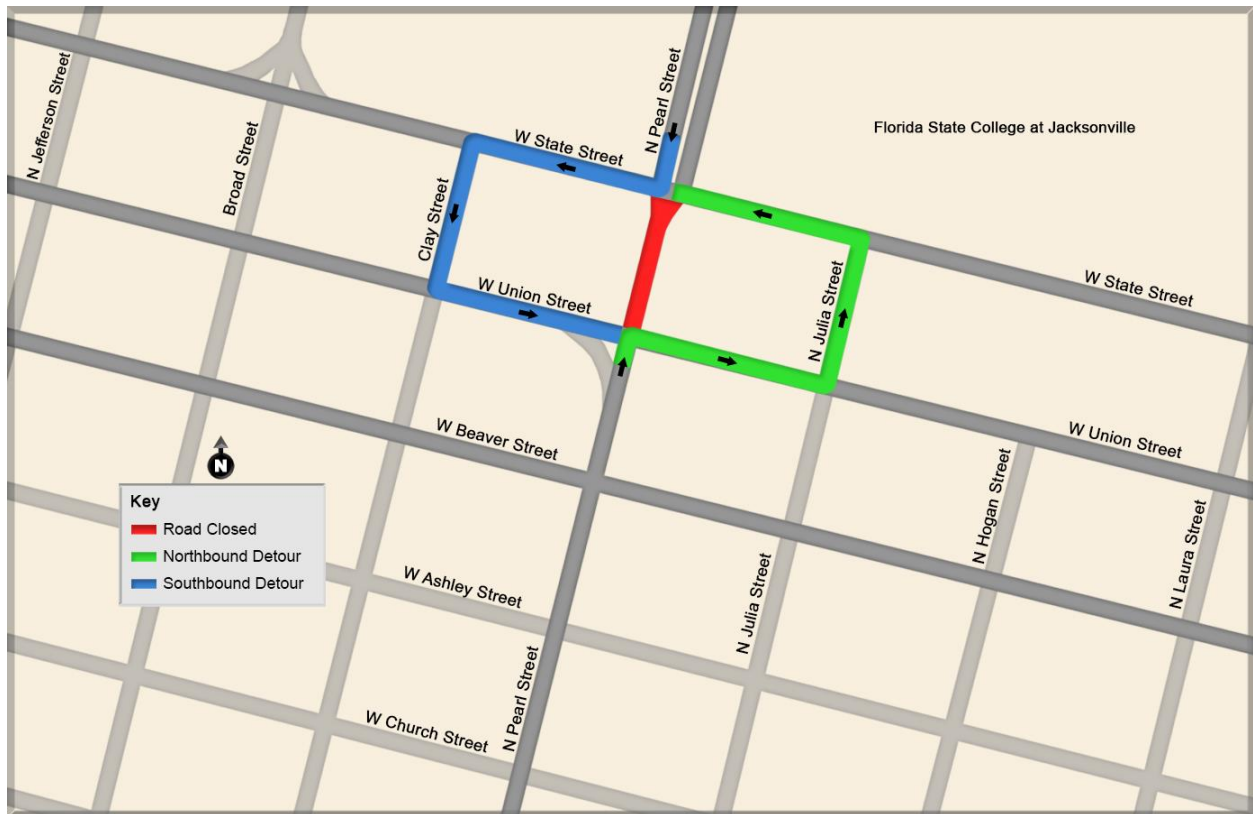 N Jefferson Street
Broad Street
N Pearl Street
W State Street
Florida State College at Jacksonville
Clay Street
W Union Street
N Julia Street
W State Street
W Beaver Street
W Union Street
N
Key
Road Closed
Northbound Detour
Southbound Detour
N Hogan Street
N Laura Street
W Ashley Street
N Julia Street
N Pearl Street
W Church Street